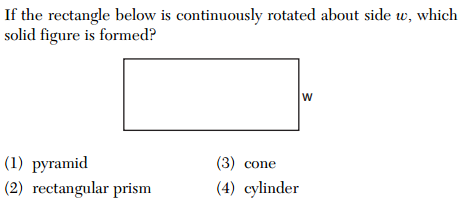 If the rectangle below is continuously rotated about side w, which
solid figure is formed?
W
(1) pyramid
(3) cone
(2) rectangular prism
(4) cylinder